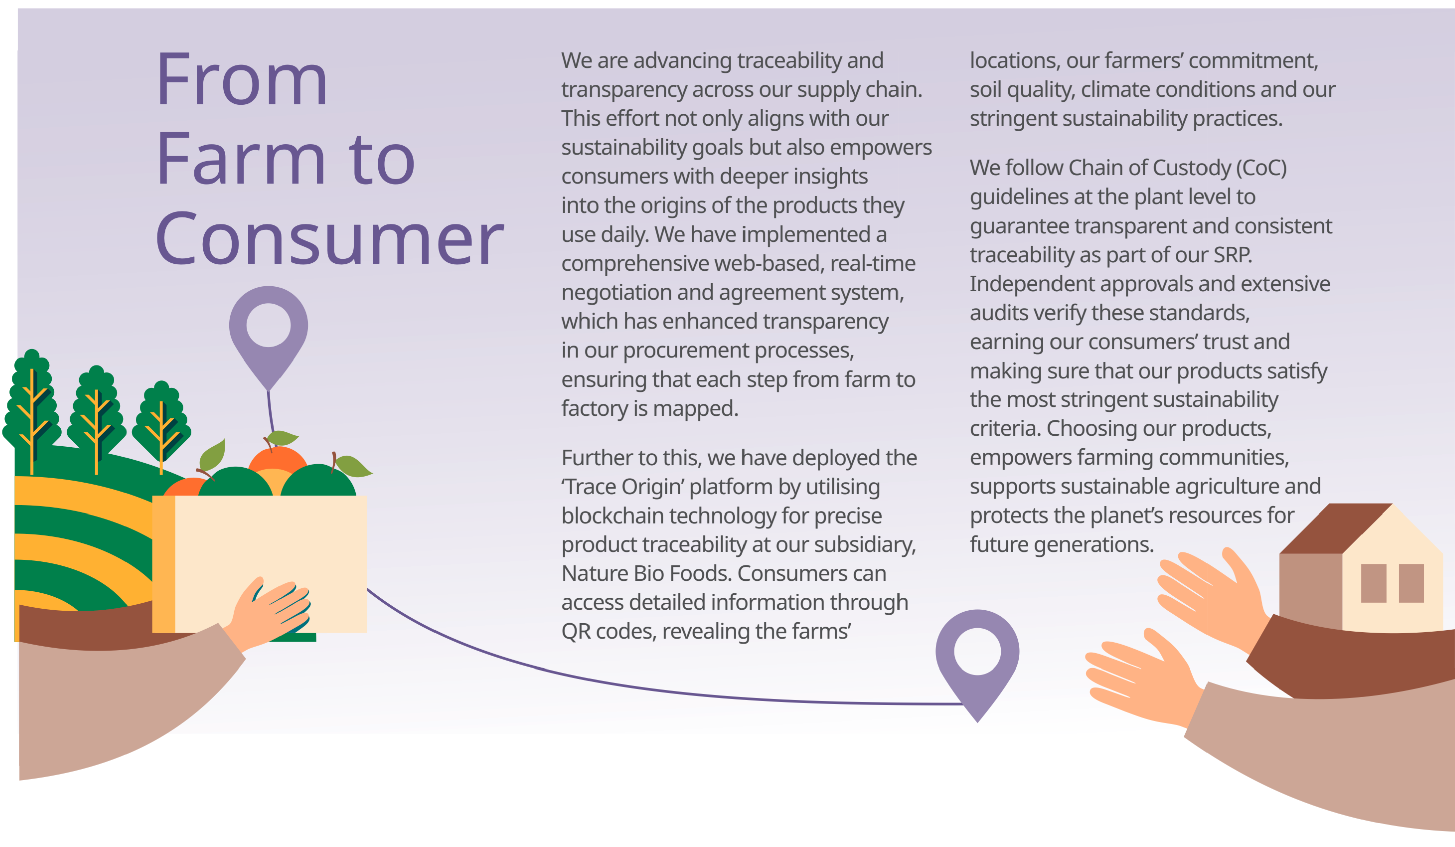 From
Farm to
Consumer
We are advancing traceability and
transparency across our supply chain.
This effort not only aligns with our
sustainability goals but also empowers
consumers with deeper insights
into the origins of the products they
use daily. We have implemented a
comprehensive web-based, real-time
negotiation and agreement system,
which has enhanced transparency
in our procurement processes,
ensuring that each step from farm to
factory is mapped.
Further to this, we have deployed the
‘Trace Origin’ platform by utilising
blockchain technology for precise
product traceability at our subsidiary,
Nature Bio Foods. Consumers can
access detailed information through
QR codes, revealing the farms’
locations, our farmers’ commitment,
soil quality, climate conditions and our
stringent sustainability practices.
We follow Chain of Custody (CoC)
guidelines at the plant level to
guarantee transparent and consistent
traceability as part of our SRP.
Independent approvals and extensive
audits verify these standards,
earning our consumers’ trust and
making sure that our products satisfy
the most stringent sustainability
criteria. Choosing our products,
empowers farming communities,
supports sustainable agriculture and
protects the planet’s resources for
future generations.